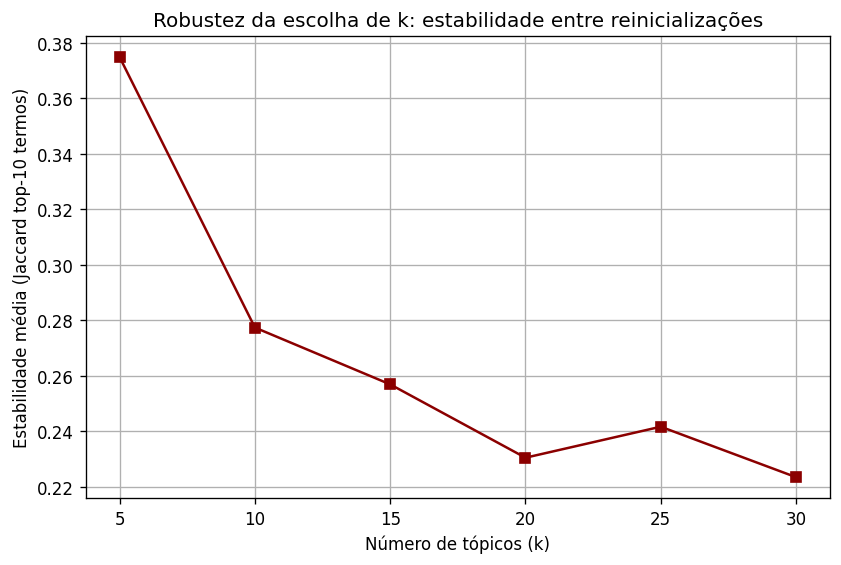 Robustez da escolha de k: estabilidade entre reinicializações
Estabilidade média (Jaccard top-10 termos)
0.38
0.36
0.34
0.32
0.30
0.28
0.26
0.24
0.22
5 10 15 20 25 30
Número de tópicos (k)